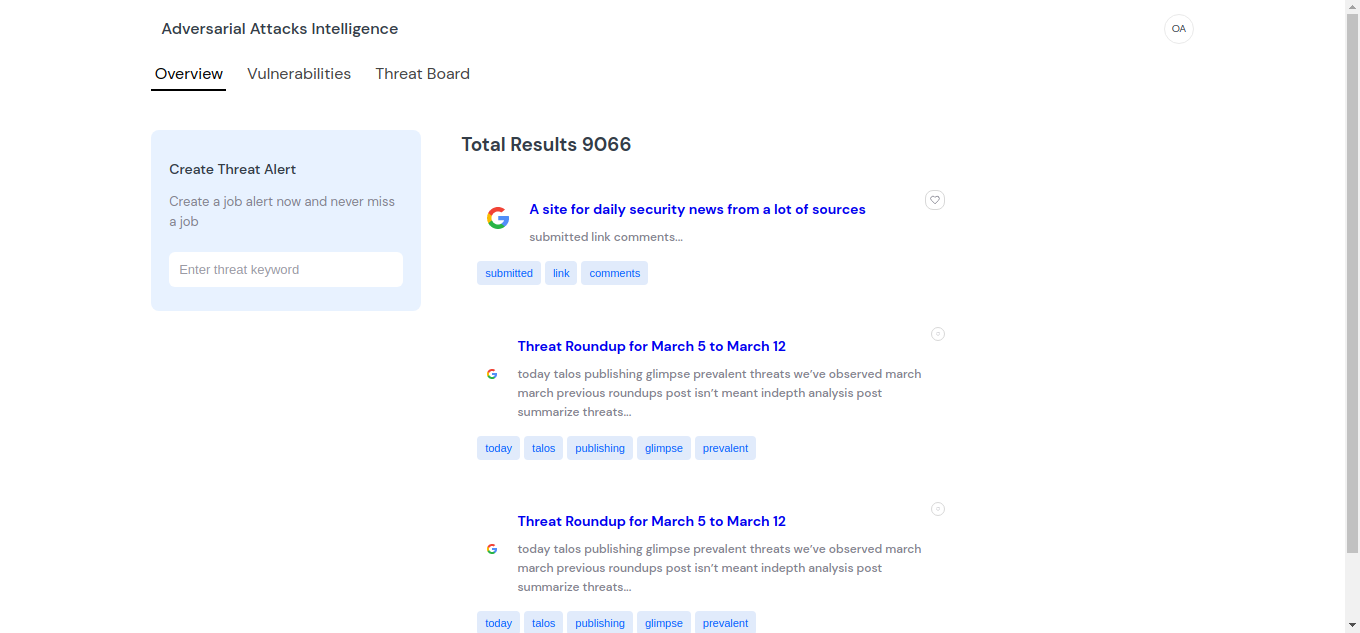 Adversarial Attacks Intelligence
OA
Overview
Vulnerabilities
Threat Board
Create Threat Alert
Create a job alert now and never miss
a job
Enter threat keyword
Total Results 9066
A site for daily security news from a lot of sources
submitted link comments...
submitted
link
comments
Threat Roundup for March 5 to March 12
today talos publishing glimpse prevalent threats we’ve observed march
march previous roundups post isn’t meant indepth analysis post
summarize threats...
today
talos
publishing
glimpse
prevalent
Threat Roundup for March 5 to March 12
today talos publishing glimpse prevalent threats we’ve observed march
march previous roundups post isn’t meant indepth analysis post
summarize threats...
today
talos
publishing
glimpse
prevalent